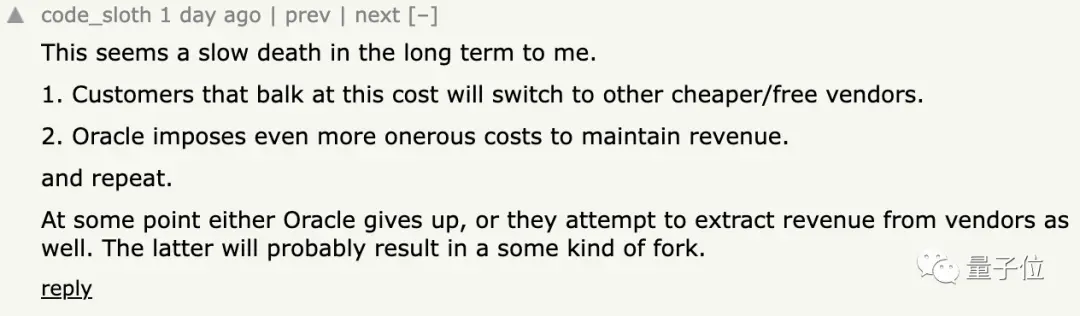 ▲ code_sloth 1 day ago | prev | next [–]
This seems a slow death in the long term to me.
1. Customers that balk at this cost will switch to other cheaper/free vendors.
2. Oracle imposes even more onerous costs to maintain revenue.
and repeat.
At some point either Oracle gives up, or they attempt to extract revenue from vendors as
well. The latter will probably result in a some kind of fork.
量子位
reply